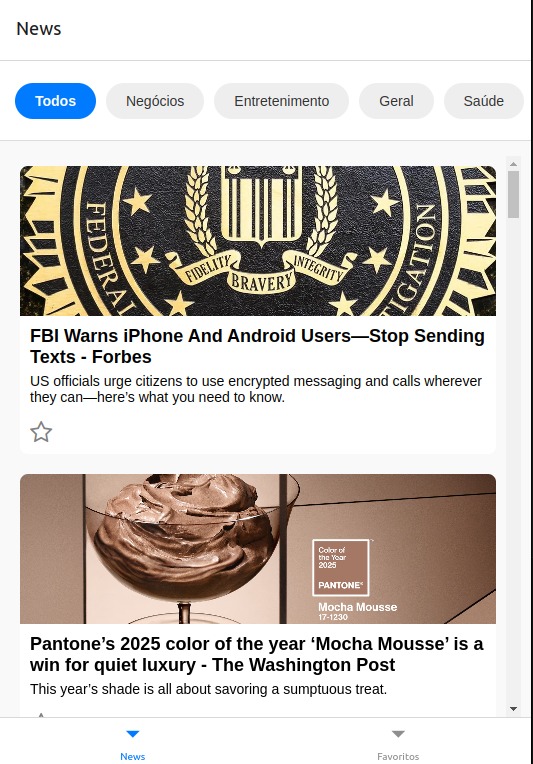 News
Todos
Negócios
Entretenimento
Geral
Saúde
FEDERAL
FIDELITY
BRAVERY
INTEGRITY
FBI Warns iPhone And Android Users—Stop Sending
Texts - Forbes
US officials urge citizens to use encrypted messaging and calls wherever
they can—here’s what you need to know.
Color of
the Year
2025
PANTONE®
Mocha Mousse
17-1230
Pantone’s 2025 color of the year ‘Mocha Mousse’ is a
win for quiet luxury - The Washington Post
This year’s shade is all about savoring a sumptuous treat.
News
Favoritos